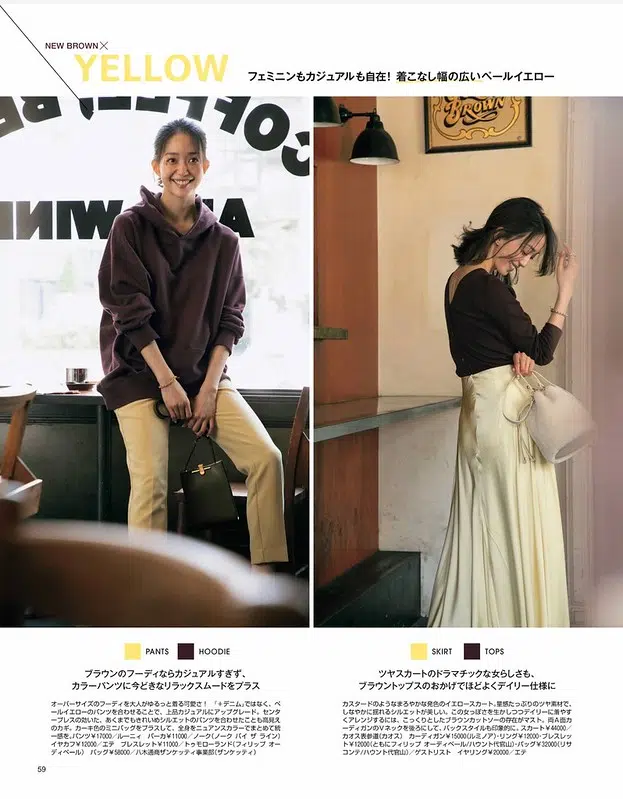 NEW BROWN×
YELLOW
フェミニンもカジュアルも自在! 着こなし幅の広いペールイエロー
COFFEE, BE
WIN
BROWN
PANTS HOODIE
ブラウンのフーディならカジュアルすぎず、
カラーパンツに今どきなリラックスムードをプラス
オーバーサイズのフーディを大人がゆるっと着る可愛さ! 「+デニム」ではなく、ペ
ールイエローのパンツを合わせることで、上品カジュアルにアップグレード。センタ
ープレスの効いた、あくまでもきれいめシルエットのパンツを合わせたことも高見え
のカギ。カーキ色のミニバッグをプラスして、全身をニュアンスカラーでまとめて統
一感を。パンツ¥17000/ルーニィ パーカ¥11000/ノーク(ノーク バイ ザ ライン)
イヤカフ¥12000/エテ ブレスレット¥11000/トゥモローランド(フィリップ オー
ディベール) バッグ¥58000/八木通商ザンケッティ事業部(ザンケッティ)
SKIRT TOPS
ツヤスカートのドラマチックな女らしさも、
ブラウントップスのおかげでほどよくデイリー仕様に
カスタードのようなまろやかな発色のイエロースカート。量感たっぷりのツヤ素材で、
しなやかに揺れるシルエットが美しい。この女っぽさを生かしつつデイリーに着やす
くアレンジするには、こっくりとしたブラウンカットソーの存在がマスト。両A面カ
ーディガンのVネックを後ろにして、バックスタイルも印象的に。スカート¥44000/
カオス表参道(カオス) カーディガン¥15000(ルミノア)・リング¥12000・ブレスレッ
ト¥12000(ともにフィリップ オーディベール/ハウント代官山)・バッグ¥32000(リサ
コンテ/ハウント代官山)/ゲストリスト イヤリング¥20000/エテ
59